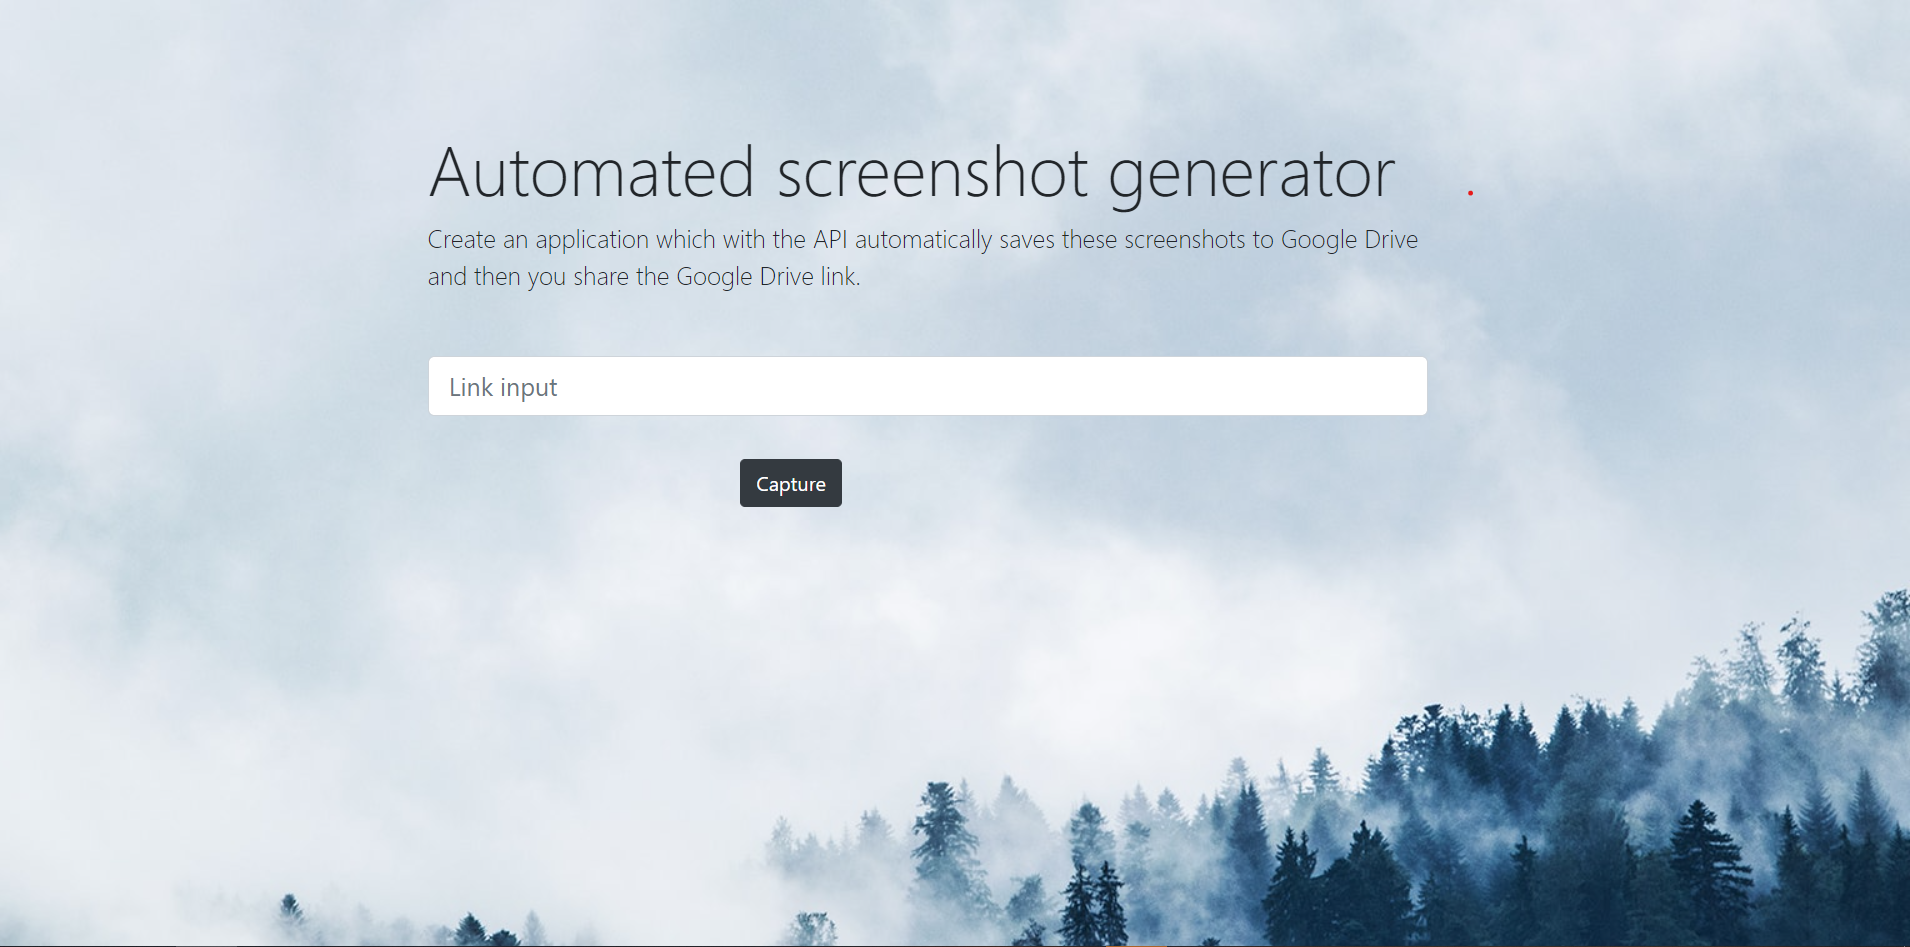 Automated screenshot generator
Create an application which with the API automatically saves these screenshots to Google Drive
and then you share the Google Drive link.
Link input
Capture